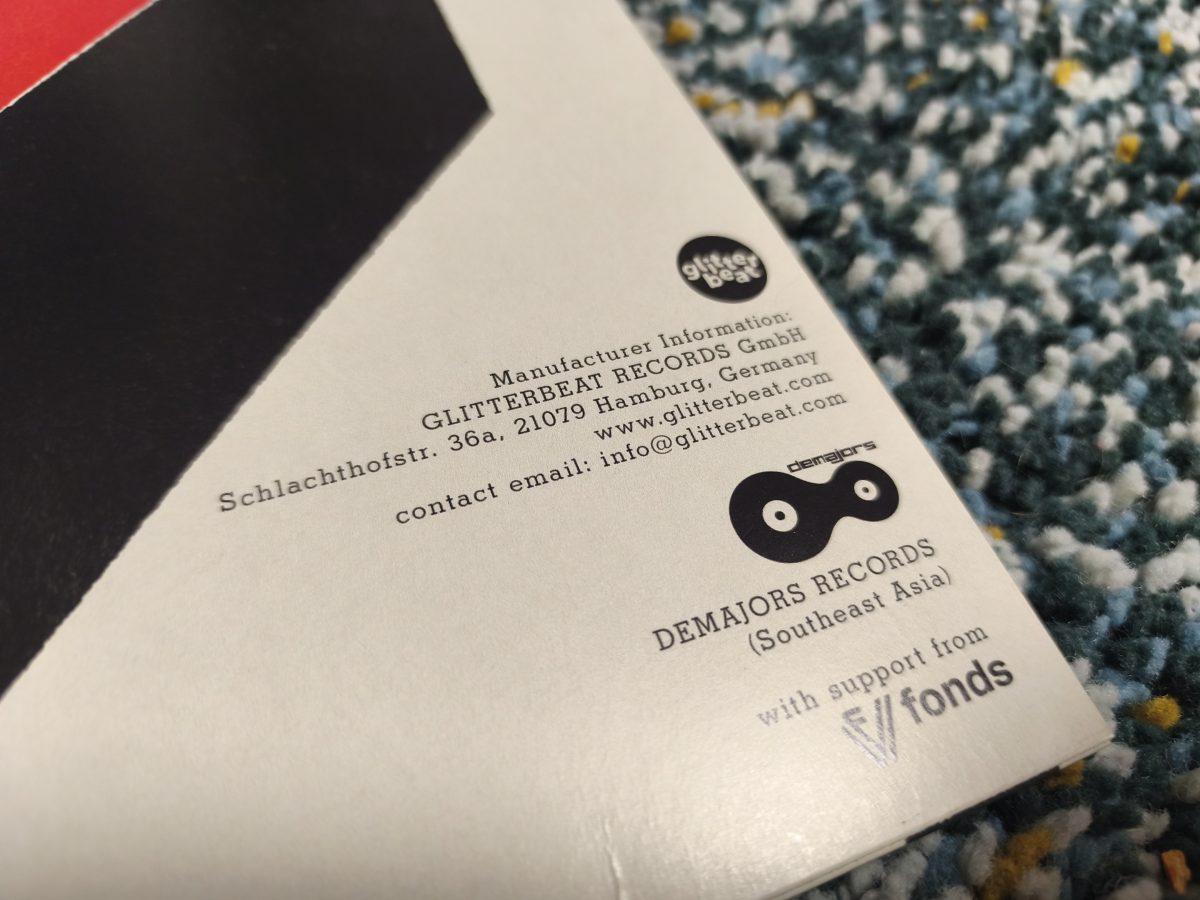 glitter
beat
Manufacturer Information:
GLITTERBEAT RECORDS GmbH
Schlachthofstr. 36a, 21079 Hamburg, Germany
www.glitterbeat.com
contact email: info@glitterbeat.com
demajors
DEMAJORS RECORDS
(Southeast Asia)
with support from
vf fonds